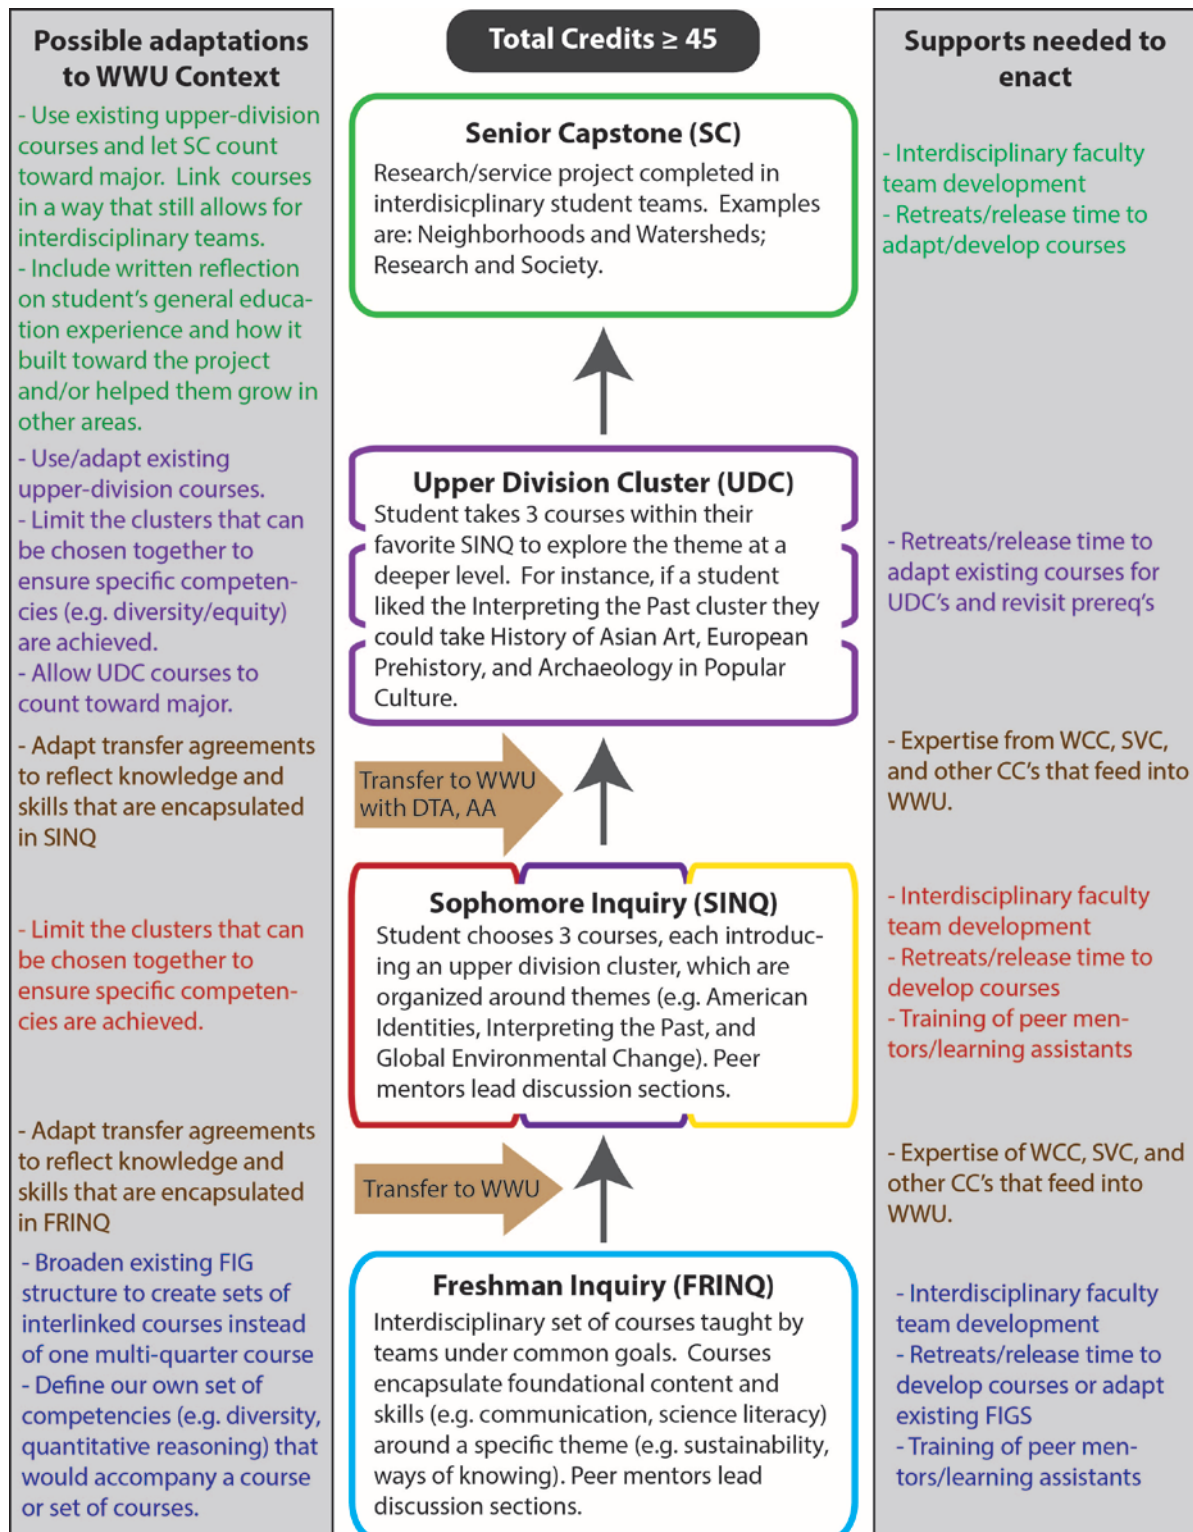 Possible adaptations
to WWU Context
- Use existing upper-division
courses and let SC count
toward major.  Link  courses
in a way that still allows for
interdisciplinary teams.
- Include written reflection
on student's general educa-
tion experience and how it
built toward the project
and/or helped them grow in
other areas.
- Use/adapt existing
upper-division courses.
- Limit the clusters that can
be chosen together to
ensure specific competen-
cies (e.g. diversity/equity)
are achieved.
- Allow UDC courses to
count toward major.
- Adapt transfer agreements
to reflect knowledge and
skills that are encapsulated
in SINQ
- Limit the clusters that can
be chosen together to
ensure specific competen-
cies are achieved.
- Adapt transfer agreements
to reflect knowledge and
skills that are encapsulated
in FRINQ
- Broaden existing FIG
structure to create sets of
interlinked courses instead
of one multi-quarter course
- Define our own set of
competencies (e.g. diversity,
quantitative reasoning) that
would accompany a course
or set of courses.
Total Credits ≥ 45
Senior Capstone (SC)
Research/service project completed in
interdisicplinary student teams.  Examples
are: Neighborhoods and Watersheds;
Research and Society.
Upper Division Cluster (UDC)
Student takes 3 courses within their
favorite SINQ to explore the theme at a
deeper level.  For instance, if a student
liked the Interpreting the Past cluster they
could take History of Asian Art, European
Prehistory, and Archaeology in Popular
Culture.
Transfer to WWU
with DTA, AA
Sophomore Inquiry (SINQ)
Student chooses 3 courses, each introduc-
ing an upper division cluster, which are
organized around themes (e.g. American
Identities, Interpreting the Past, and
Global Environmental Change). Peer
mentors lead discussion sections.
Transfer to WWU
Freshman Inquiry (FRINQ)
Interdisciplinary set of courses taught by
teams under common goals.  Courses
encapsulate foundational content and
skills (e.g. communication, science literacy)
around a specific theme (e.g. sustainability,
ways of knowing). Peer mentors lead
discussion sections.
Supports needed to
enact
- Interdisciplinary faculty
team development
- Retreats/release time to
adapt/develop courses
- Retreats/release time to
adapt existing courses for
UDC's and revisit prereq's
- Expertise from WCC, SVC,
and other CC's that feed into
WWU.
- Interdisciplinary faculty
team development
- Retreats/release time to
develop courses
- Training of peer men-
tors/learning assistants
- Expertise of WCC, SVC, and
other CC's that feed into
WWU.
- Interdisciplinary faculty
team development
- Retreats/release time to
develop courses or adapt
existing FIGS
- Training of peer men-
tors/learning assistants